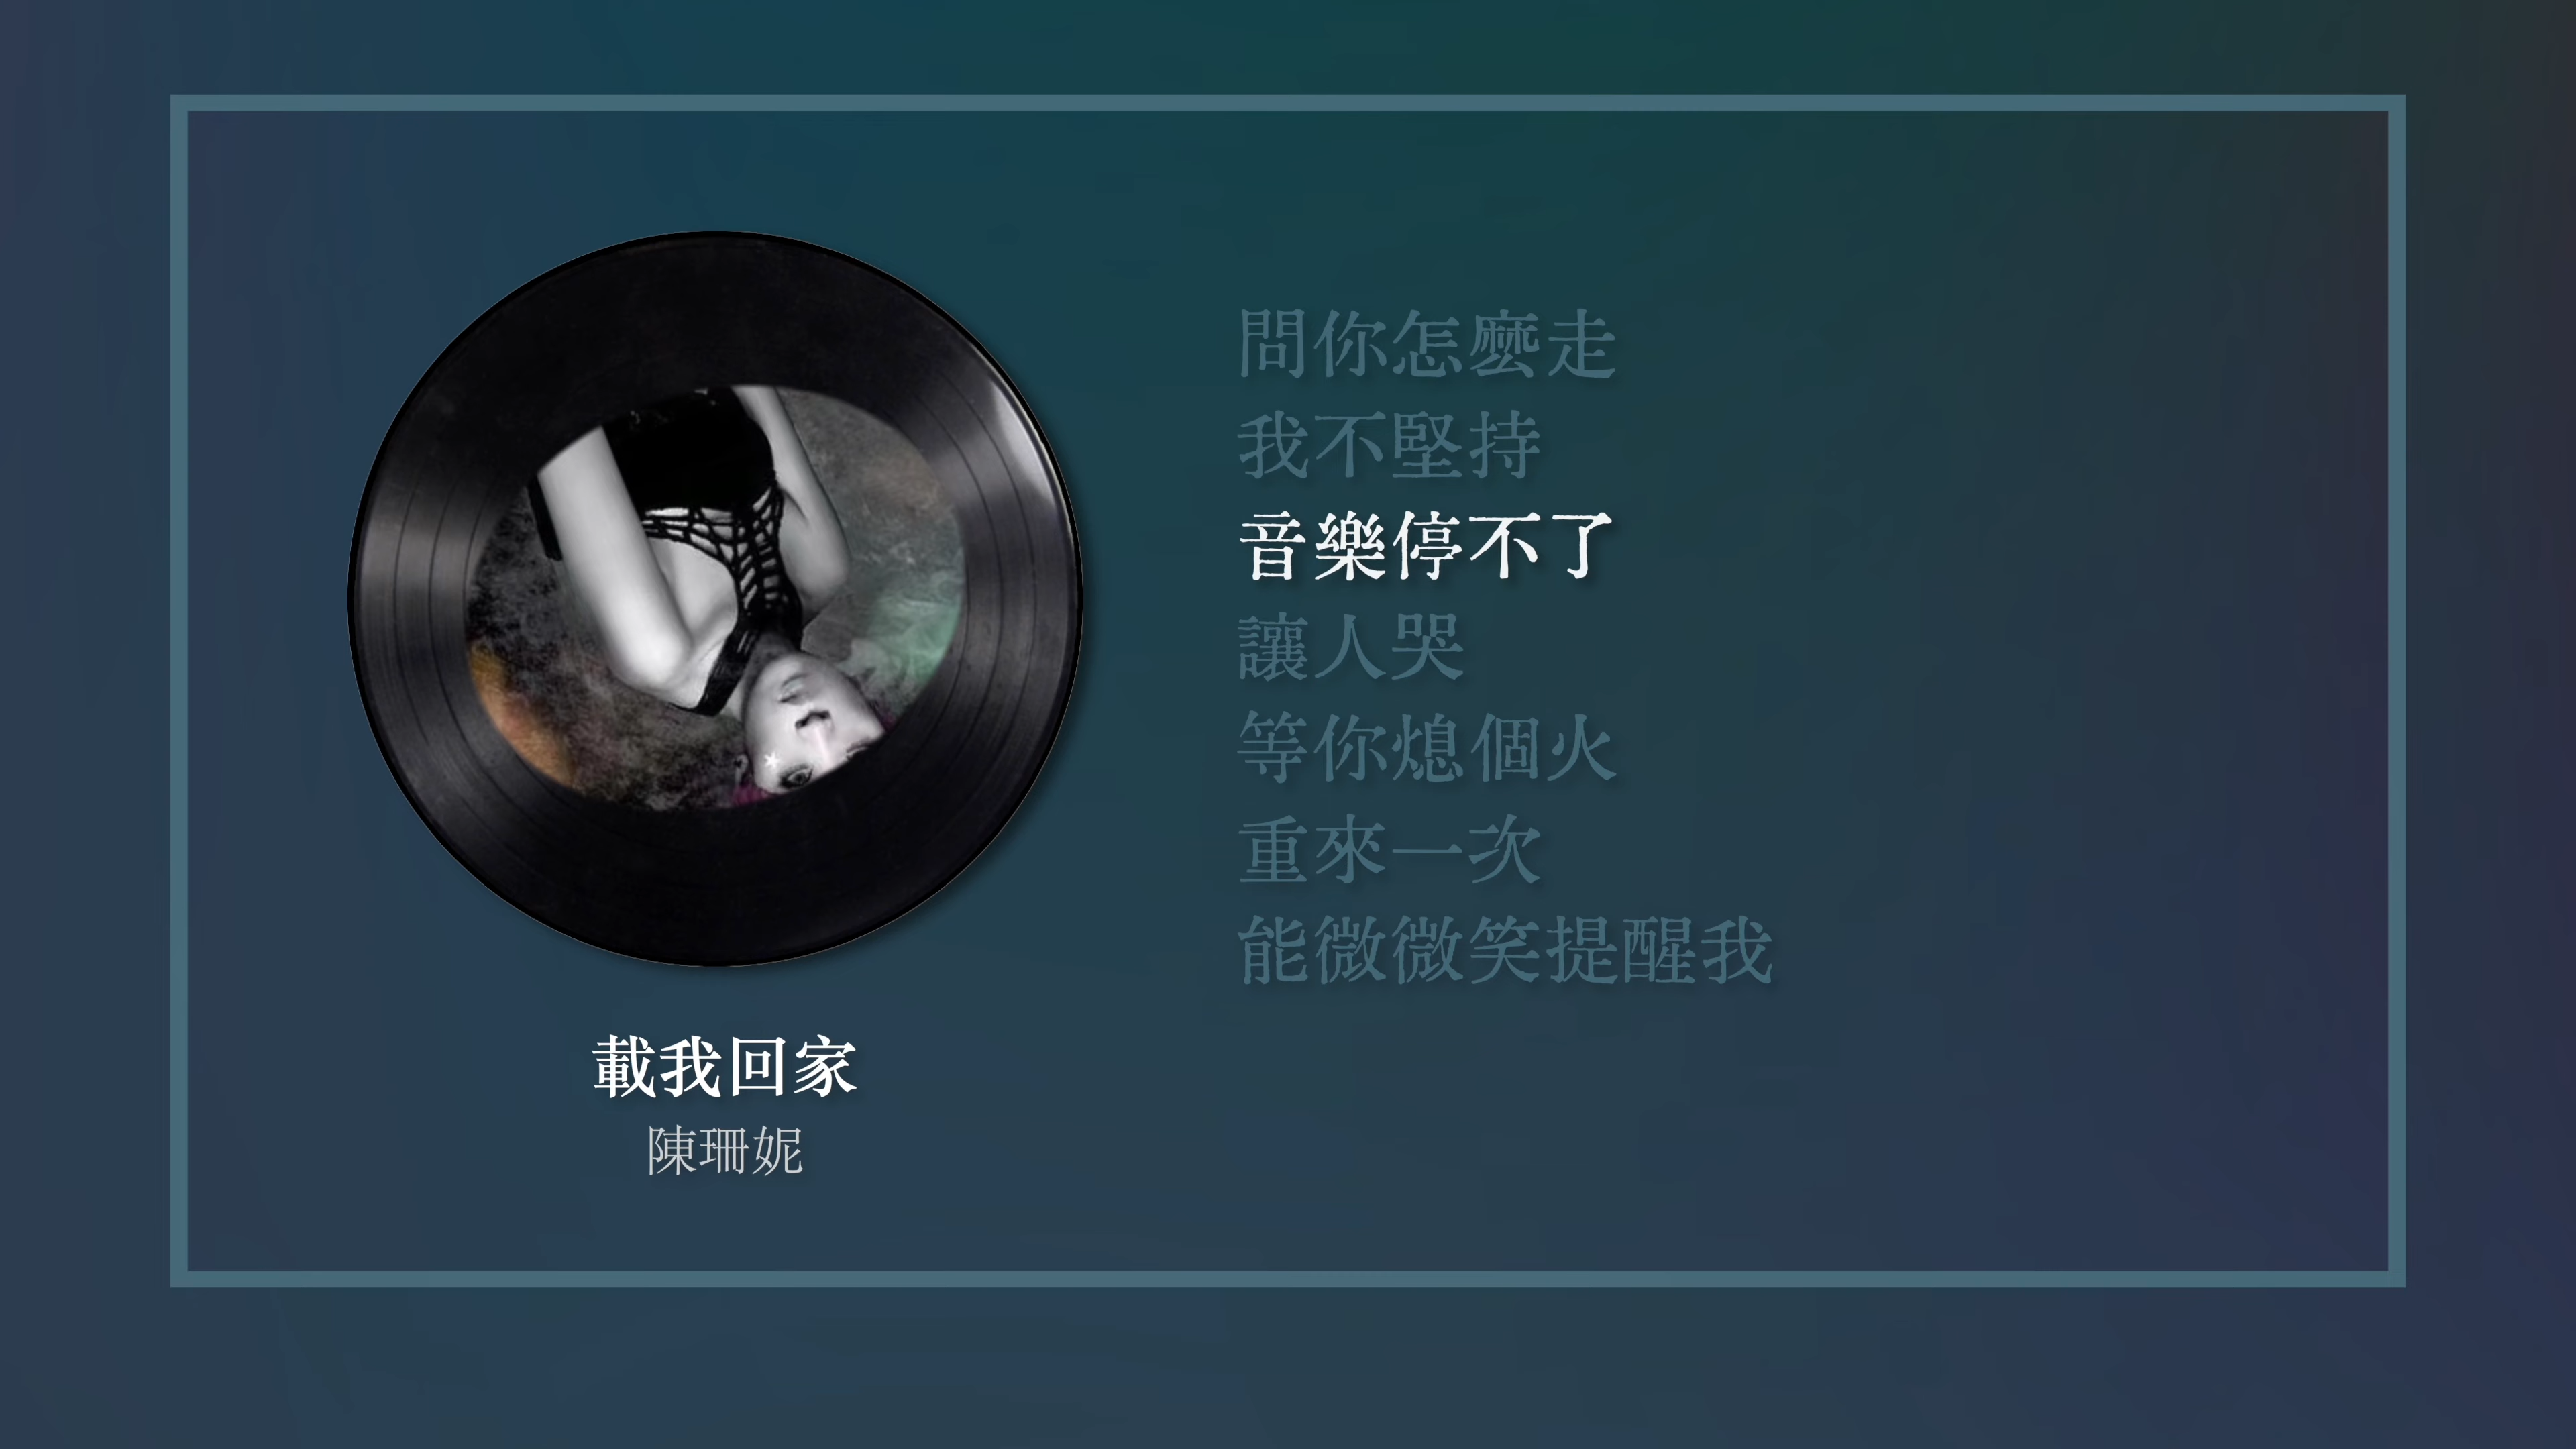 問你怎麼走
我不堅持
音樂停不了
讓人哭
等你熄個火
重來一次
能微微笑提醒我
載我回家
陳珊妮